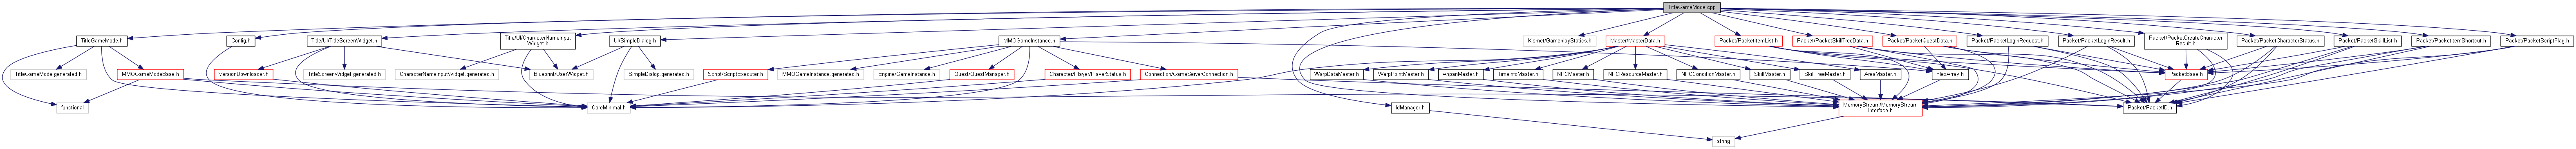 TitleGameMode.cpp
TitleGameMode.h
Config.h
Title/UI/TitleScreenWidget.h
Title/UI/CharacterNameInput
Widget.h
UI/SimpleDialog.h
MMOGameInstance.h
Kismet/GameplayStatics.h
Master/MasterData.h
Packet/PacketItemList.h
Packet/PacketSkillTreeData.h
Packet/PacketQuestData.h
Packet/PacketLogInRequest.h
Packet/PacketLogInResult.h
Packet/PacketCreateCharacter
Result.h
Packet/PacketCharacterStatus.h
Packet/PacketSkillList.h
Packet/PacketItemShortcut.h
Packet/PacketScriptFlag.h
TitleGameMode.generated.h
MMOGameModeBase.h
VersionDownloader.h
TitleScreenWidget.generated.h
CharacterNameInputWidget.generated.h
Blueprint/UserWidget.h
SimpleDialog.generated.h
Script/ScriptExecuter.h
MMOGameInstance.generated.h
Engine/GameInstance.h
Quest/QuestManager.h
Character/Player/PlayerStatus.h
Connection/GameServerConnection.h
WarpDataMaster.h
WarpPointMaster.h
AnpanMaster.h
TimeInfoMaster.h
NPCMaster.h
NPCResourceMaster.h
NPCConditionMaster.h
SkillMaster.h
SkillTreeMaster.h
AreaMaster.h
FlexArray.h
PacketBase.h
functional
CoreMinimal.h
IdManager.h
MemoryStream/MemoryStream
Interface.h
Packet/PacketID.h
string